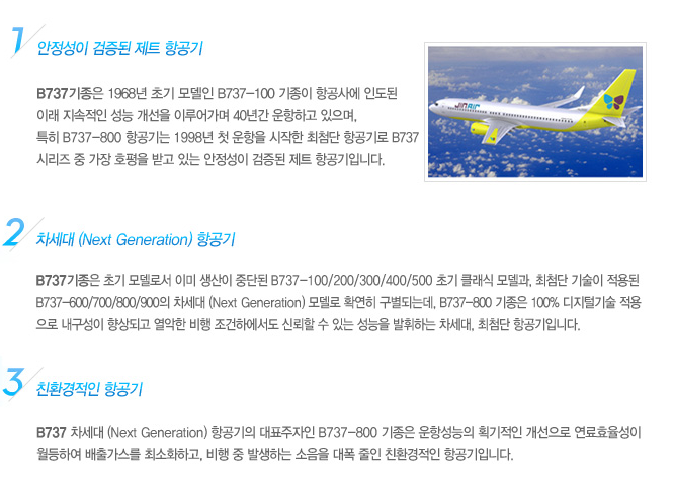 1 안정성이 검증된 제트 항공기
B737기종은 1968년 초기 모델인 B737-100 기종이 항공사에 인도된
이래 지속적인 성능 개선을 이루어가며 40년간 운항하고 있으며,
특히 B737-800 항공기는 1998년 첫 운항을 시작한 최첨단 항공기로 B737
시리즈 중 가장 호평을 받고 있는 안정성이 검증된 제트 항공기입니다.
JINAIR
2 차세대 (Next Generation) 항공기
B737기종은 초기 모델로서 이미 생산이 중단된 B737-100/200/300/400/500 초기 클래식 모델과, 최첨단 기술이 적용된
B737-600/700/800/900의 차세대 (Next Generation) 모델로 확연히 구별되는데, B737-800 기종은 100% 디지털기술 적용
으로 내구성이 향상되고 열악한 비행 조건하에서도 신뢰할 수 있는 성능을 발휘하는 차세대, 최첨단 항공기입니다.
3 친환경적인 항공기
B737 차세대 (Next Generation) 항공기의 대표주자인 B737-800 기종은 운항성능의 획기적인 개선으로 연료효율성이
월등하여 배출가스를 최소화하고, 비행 중 발생하는 소음을 대폭 줄인 친환경적인 항공기입니다.